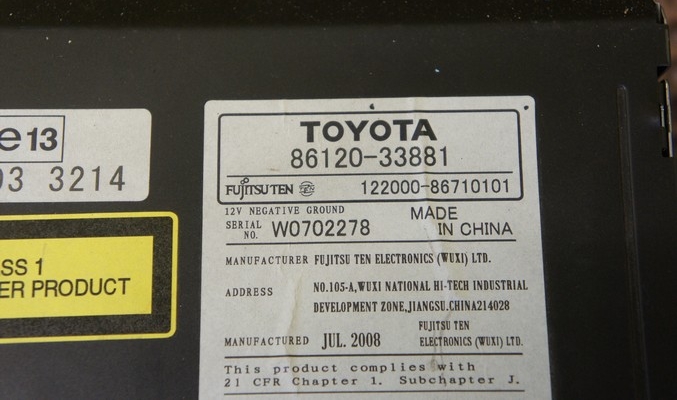 e13
03 3214
SS 1
ER PRODUCT
TOYOTA
86120-33881
FUJITSU TEN 122000-86710101
12V NEGATIVE GROUND
SERIAL NO. W0702278
MADE IN CHINA
MANUFACTURER FUJITSU TEN ELECTRONICS (WUXI) LTD.
ADDRESS NO.105-A,WUXI NATIONAL HI-TECH INDUSTRIAL
DEVELOPMENT ZONE,JIANGSU.CHINA214028
MANUFACTURED JUL. 2008 FUJITSU TEN
ELECTRONICS (WUXI) LTD.
This product complies with
21 CFR Chapter 1. Subchapter J.